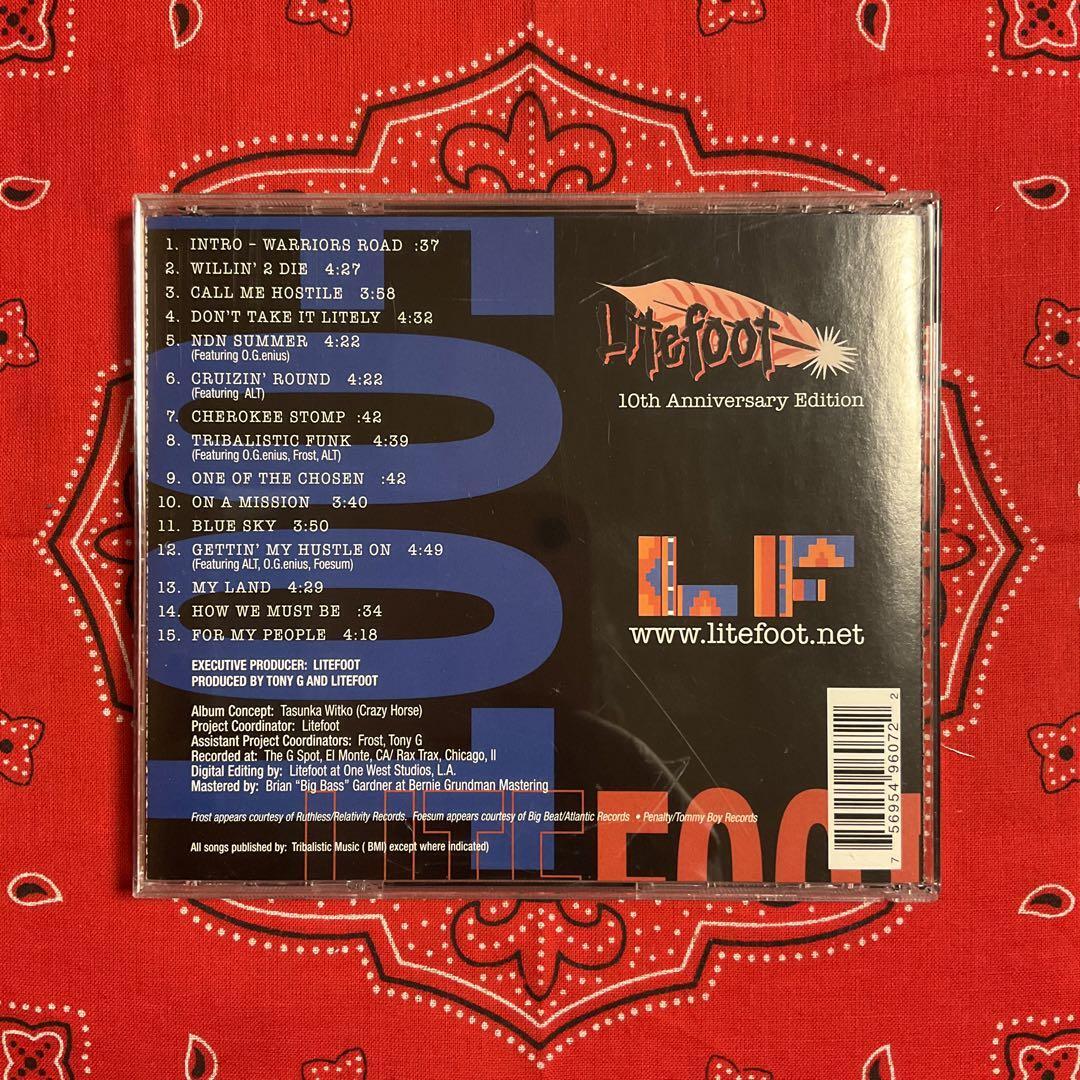 1. INTRO - WARRIORS ROAD :37
2. WILLIN' 2 DIE 4:27
3. CALL ME HOSTILE 3:58
4. DON'T TAKE IT LITELY 4:32
5. NDN SUMMER 4:22
(Featuring O.G.enius)
6. CRUIZIN' ROUND 4:22
(Featuring ALT)
7. CHEROKEE STOMP :42
8. TRIBALISTIC FUNK 4:39
(Featuring O.G.enius, Frost, ALT)
9. ONE OF THE CHOSEN :42
10. ON A MISSION 3:40
11. BLUE SKY 3:50
12. GETTIN' MY HUSTLE ON 4:49
(Featuring ALT, O.G.enius, Foesum)
13. MY LAND 4:29
14. HOW WE MUST BE :34
15. FOR MY PEOPLE 4:18
EXECUTIVE PRODUCER: LITEFOOT
PRODUCED BY TONY G AND LITEFOOT
Album Concept: Tasunka Witko (Crazy Horse)
Project Coordinator: Litefoot
Assistant Project Coordinators: Frost, Tony G
Recorded at: The G Spot, El Monte, CA/ Rax Trax, Chicago, Il
Digital Editing by: Litefoot at One West Studios, L.A.
Mastered by: Brian "Big Bass" Gardner at Bernie Grundman Mastering
Frost appears courtesy of Ruthless/Relativity Records. Foesum appears courtesy of Big Beat/Atlantic Records • Penalty/Tommy Boy Records
All songs published by: Tribalistic Music ( BMI) except where indicated)
Litefoot
10th Anniversary Edition
LF
www.litefoot.net
7 56954 96072 2
FOOT
LITEFOOT